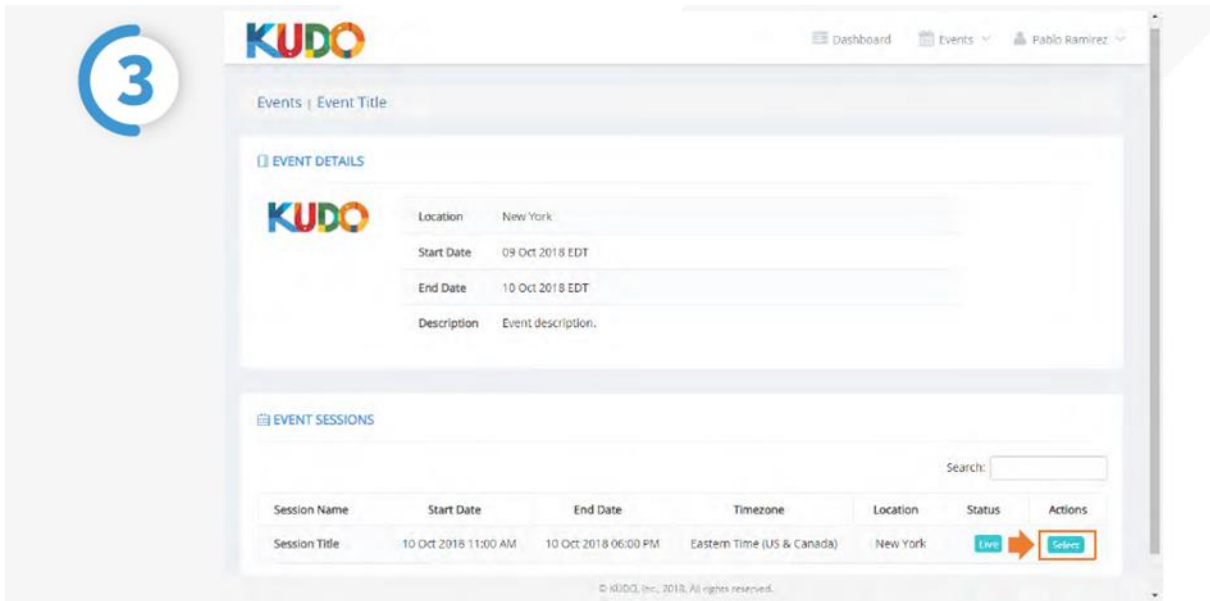 3
KUDO
Dashboard Events Pablo Ramirez
Events | Event Title
EVENT DETAILS
KUDO
Location New York
Start Date 09 Oct 2018 EDT
End Date 10 Oct 2018 EDT
Description Event description.
EVENT SESSIONS
Search:
Session Name Start Date End Date Timezone Location Status Actions
Session Title 10 Oct 2018 11:00 AM 10 Oct 2018 06:00 PM Eastern Time (US & Canada) New York Live Select
© KUDO, Inc., 2018, All rights reserved.